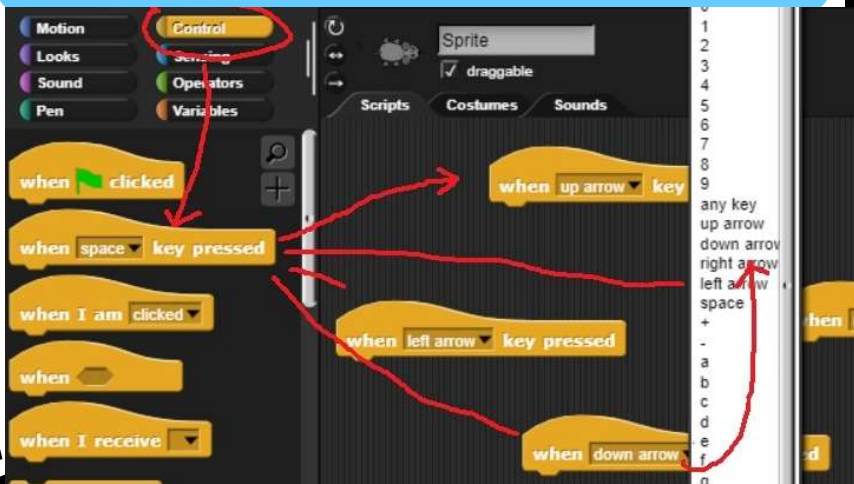 Motion
Control
Looks
Sensing
Sound
Operators
Pen
Variables
when clicked
when space key pressed
when I am clicked
when
when I receive
Sprite
draggable
Scripts
Costumes
Sounds
when up arrow key
when left arrow key pressed
when down arrow
1
2
3
4
5
6
7
8
9
any key
up arrow
down arrow
right arrow
left arrow
space
+
-
a
b
c
d
e
f